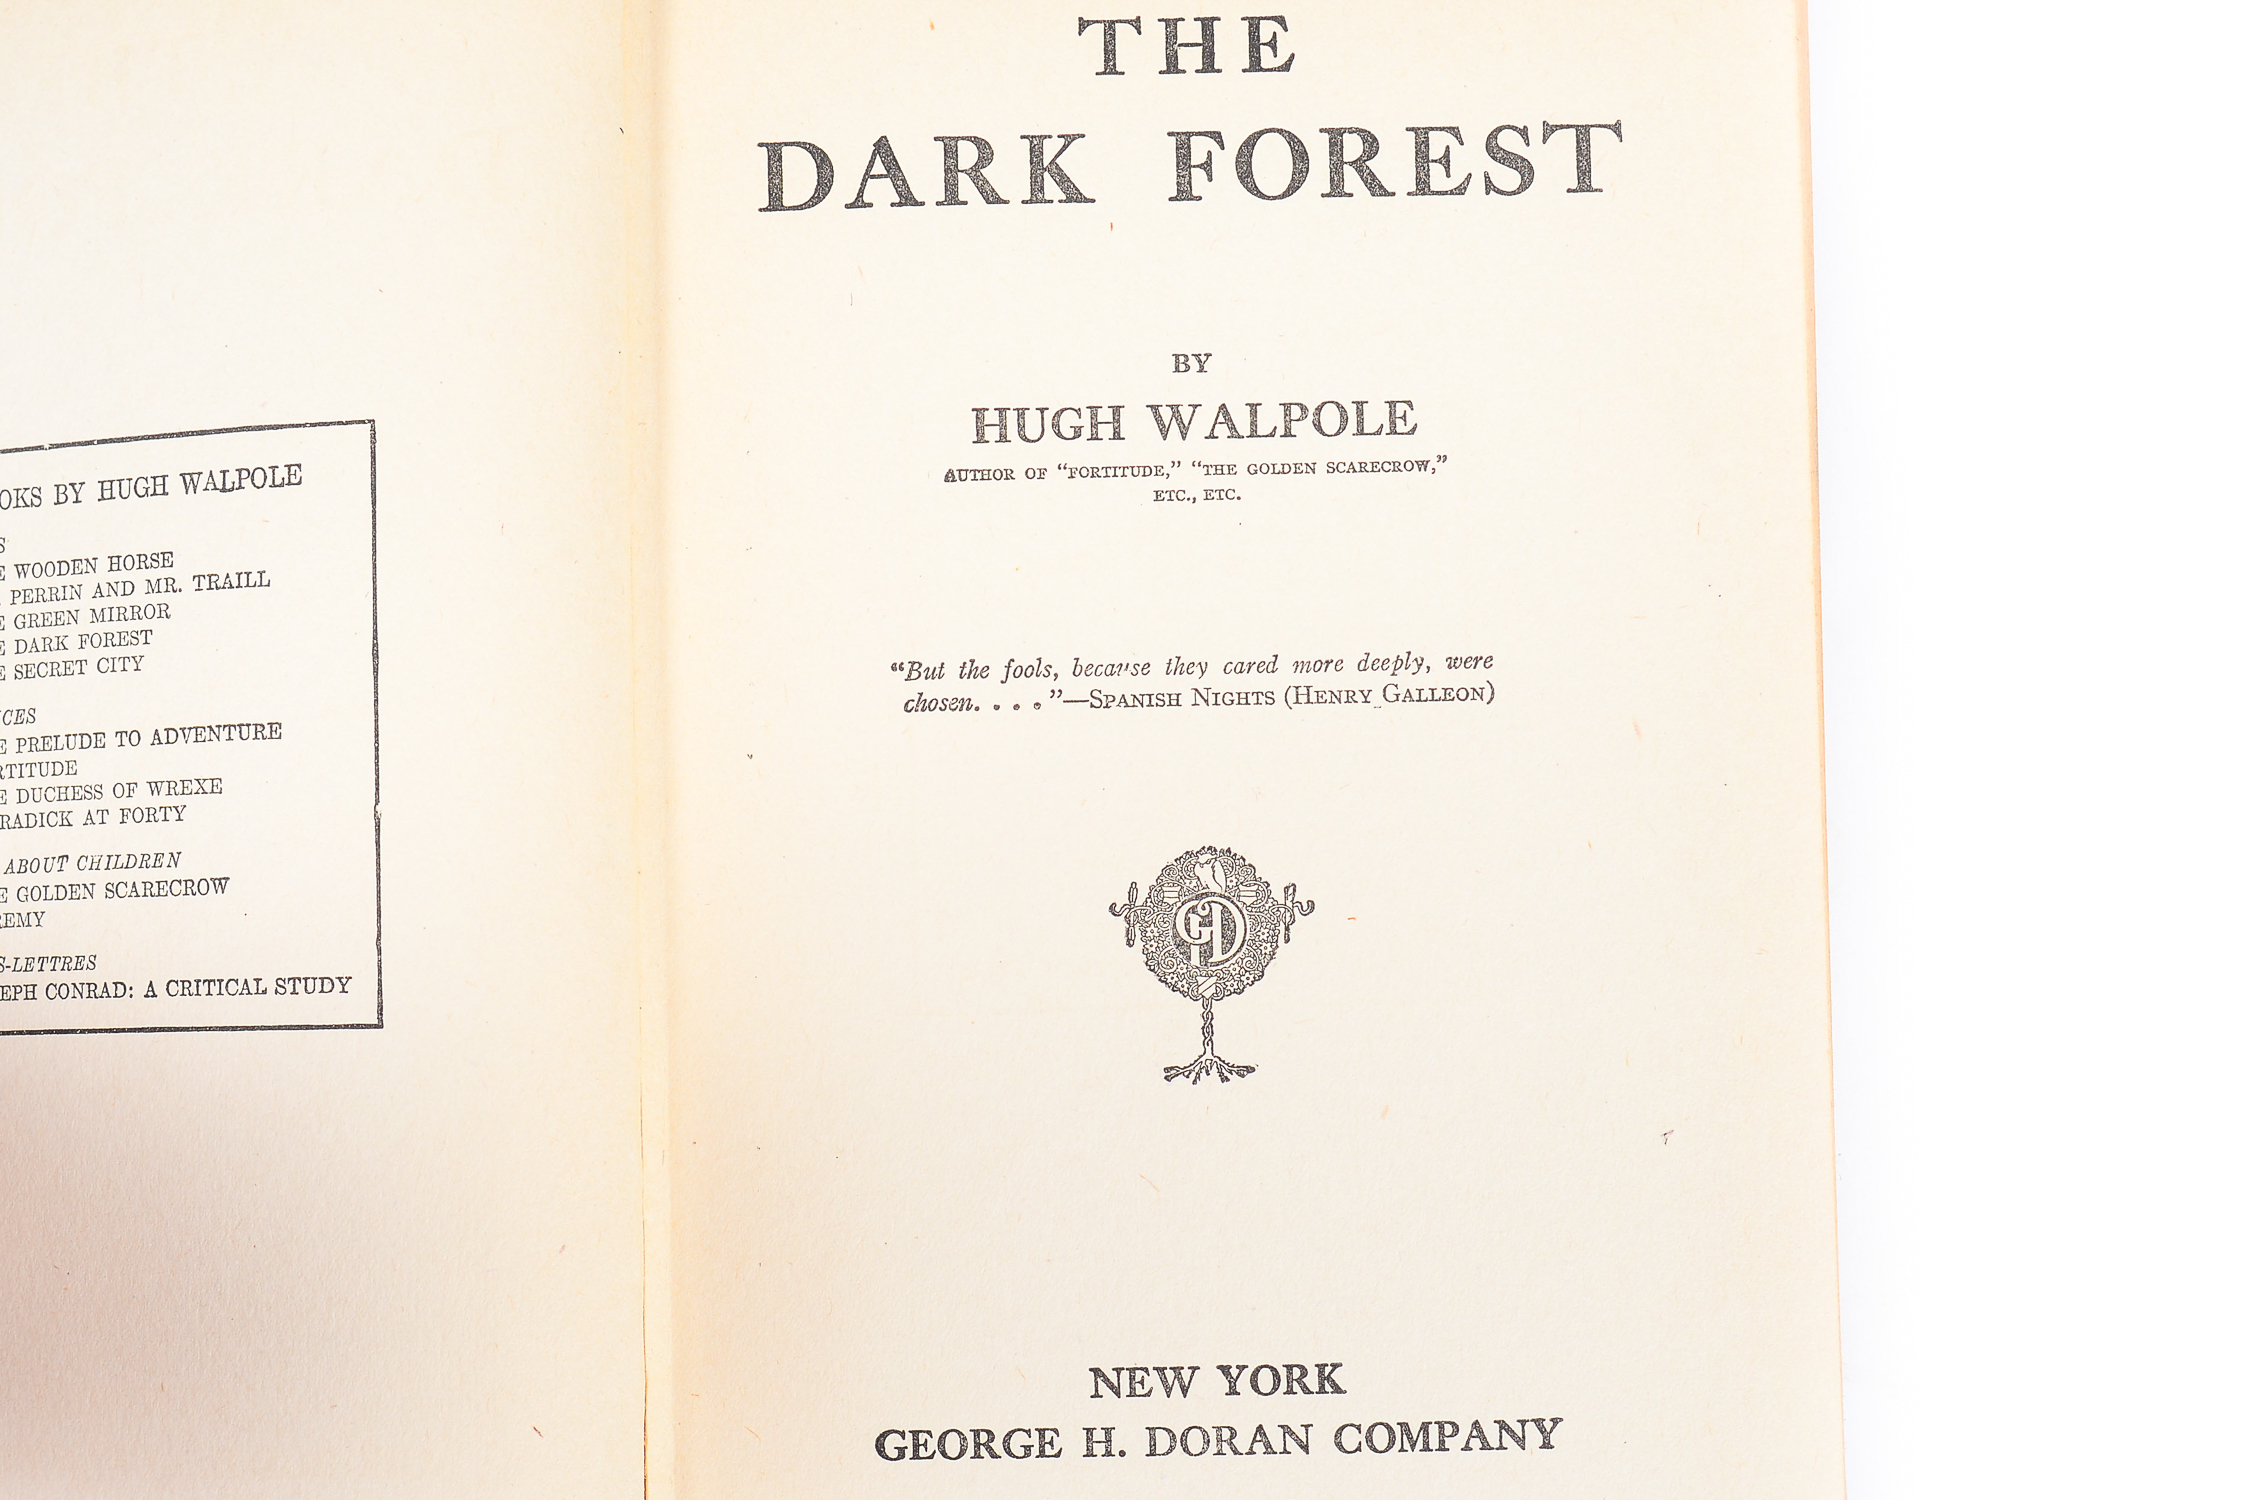 OKS BY HUGH WALPOLE
S
E WOODEN HORSE
. PERRIN AND MR. TRAILL
E GREEN MIRROR
E DARK FOREST
E SECRET CITY
NCES
E PRELUDE TO ADVENTURE
RTITUDE
E DUCHESS OF WREXE
RADICK AT FORTY
ABOUT CHILDREN
E GOLDEN SCARECROW
REMY
S-LETTRES
EPH CONRAD: A CRITICAL STUDY
THE
DARK FOREST
BY
HUGH WALPOLE
AUTHOR OF "FORTITUDE," "THE GOLDEN SCARECROW,"
ETC., ETC.
"But the fools, because they cared more deeply, were
chosen. . . . "—SPANISH NIGHTS (HENRY GALLEON)
GHD
NEW YORK
GEORGE H. DORAN COMPANY